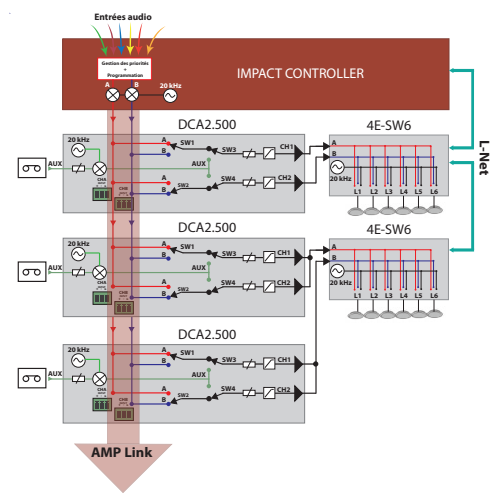 Entrées audio
Gestion des priorités
+
Programmation
IMPACT CONTROLLER
A
B
20 kHz
DCA2.500
20 kHz
AUX
CHA
CHB
A
B
SW1
SW3
CH1
AUX
A
B
SW2
SW4
CH2
4E-SW6
A
B
20 kHz
L1 L2 L3 L4 L5 L6
L-Net
DCA2.500
20 kHz
AUX
CHA
CHB
A
B
SW1
SW3
CH1
AUX
A
B
SW2
SW4
CH2
4E-SW6
A
B
20 kHz
L1 L2 L3 L4 L5 L6
DCA2.500
20 kHz
AUX
CHA
CHB
A
B
SW1
SW3
CH1
AUX
A
B
SW2
SW4
CH2
AMP Link